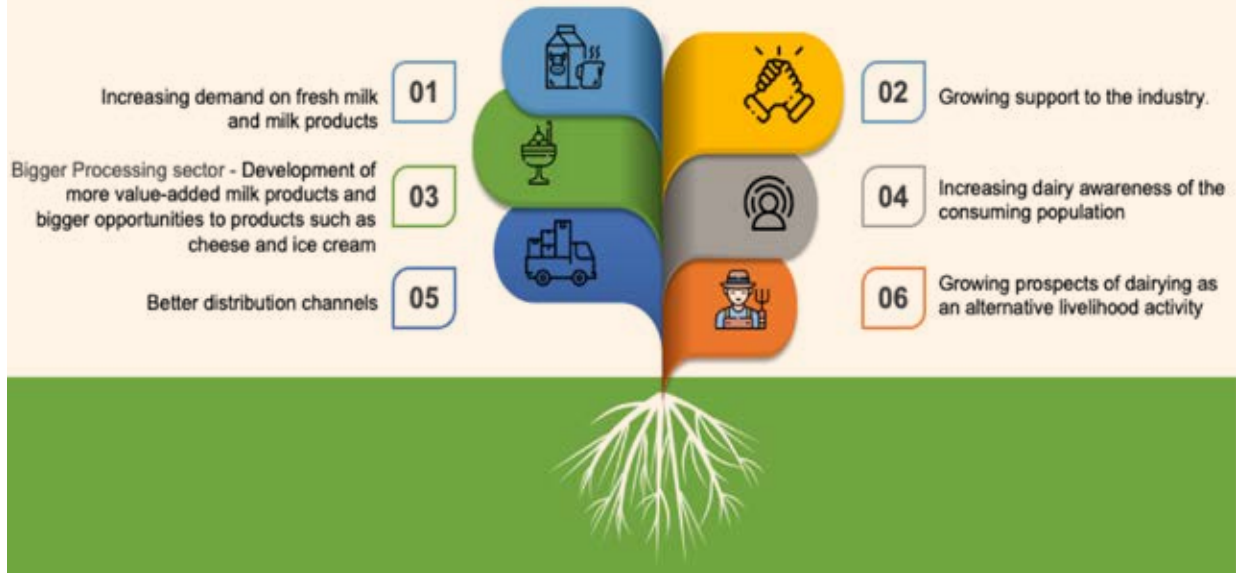 01
Increasing demand on fresh milk
and milk products
02
Growing support to the industry.
Bigger Processing sector - Development of
more value-added milk products and
bigger opportunities to products such as
cheese and ice cream
03
04
Increasing dairy awareness of the
consuming population
Better distribution channels
05
06
Growing prospects of dairying as
an alternative livelihood activity